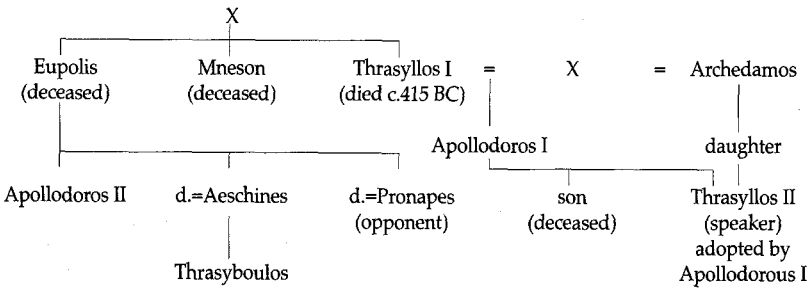 X
Eupolis Mneson Thrasyllos I = X = Archedamos
(deceased) (deceased) (died c.415 BC)
Apollodoros I daughter
Apollodoros II d.=Aeschines d.=Pronapes son Thrasyllos II
(opponent) (deceased) (speaker)
adopted by
Thrasyboulos Apollodorous I